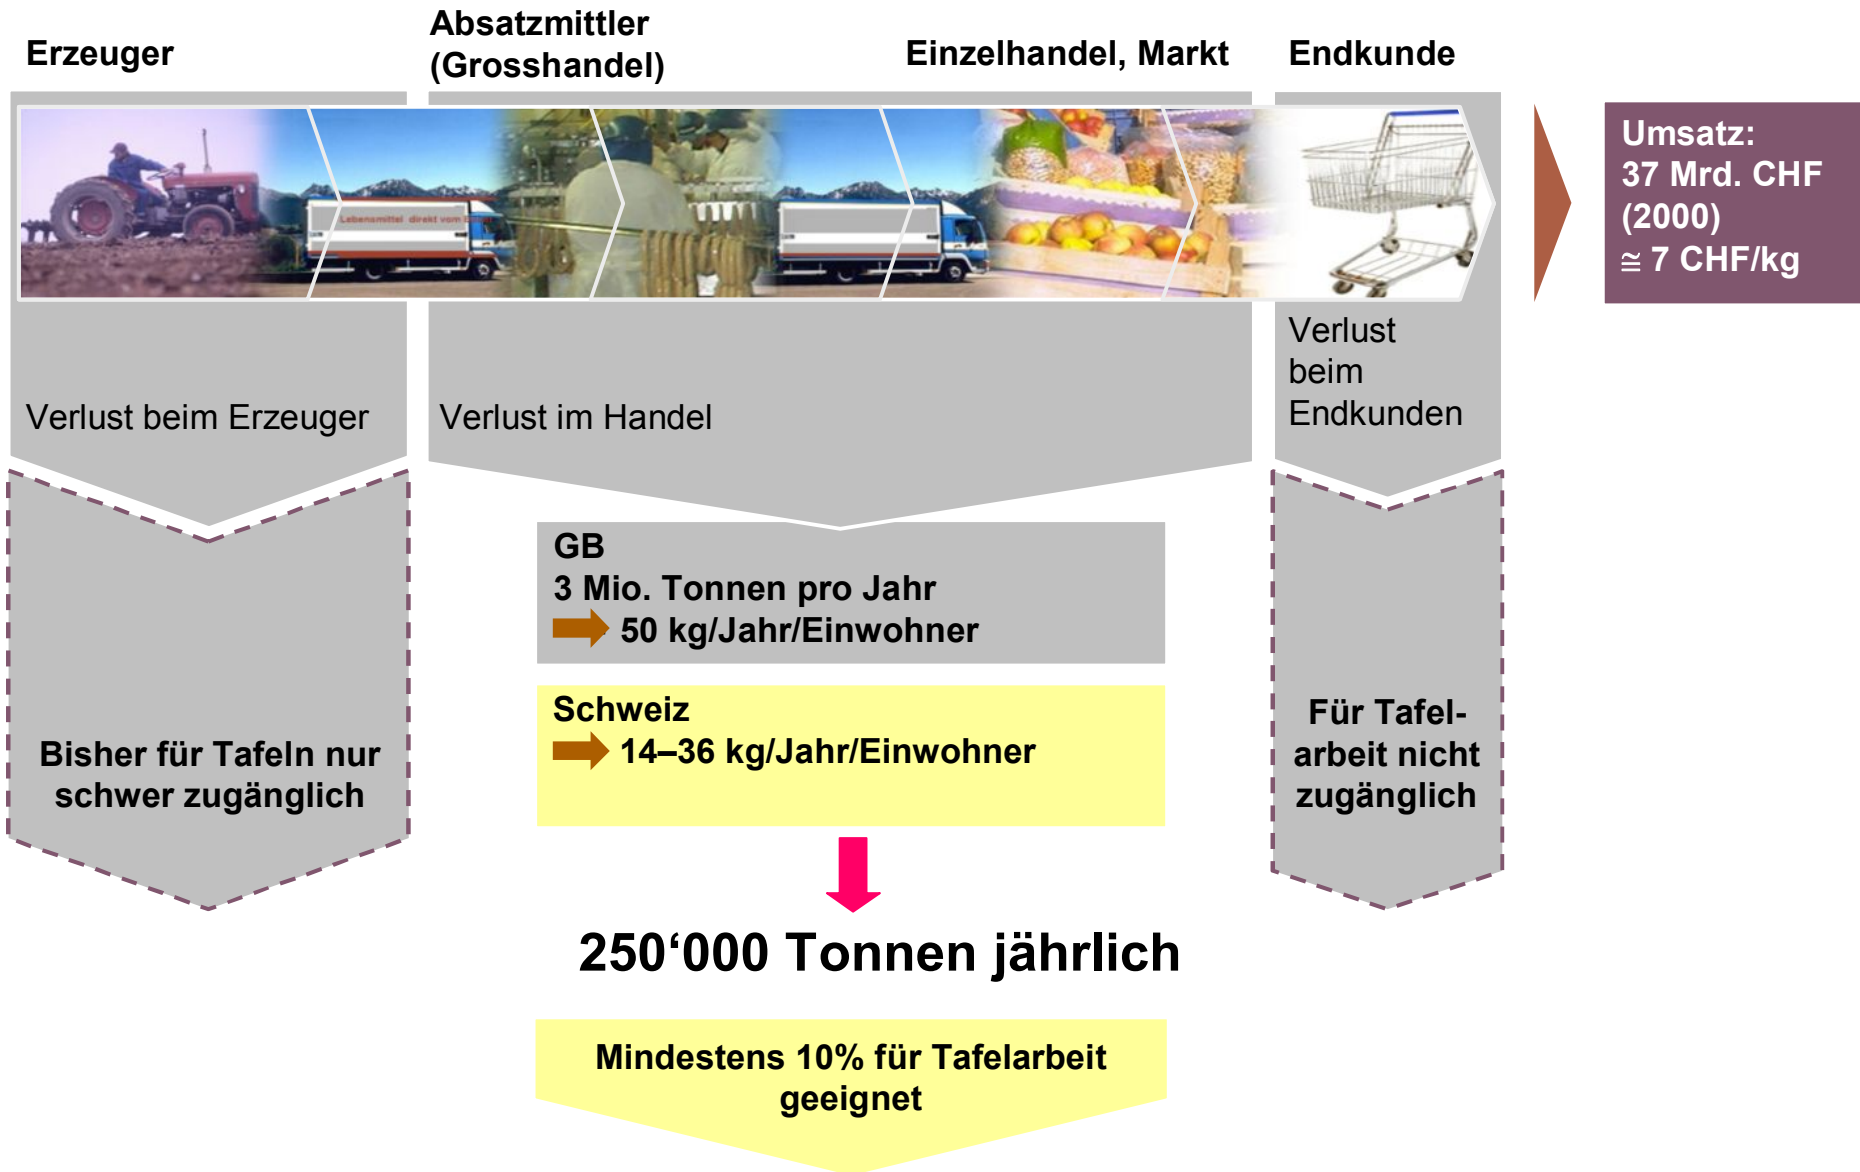 Erzeuger
Absatzmittler
(Grosshandel)
Einzelhandel, Markt
Endkunde
Lebensmittel direkt vom
Umsatz:
37 Mrd. CHF
(2000)
≅ 7 CHF/kg
Verlust beim Erzeuger
Verlust im Handel
Verlust
beim
Endkunden
GB
3 Mio. Tonnen pro Jahr
50 kg/Jahr/Einwohner
Schweiz
14–36 kg/Jahr/Einwohner
Bisher für Tafeln nur
schwer zugänglich
Für Tafel-
arbeit nicht
zugänglich
250‘000 Tonnen jährlich
Mindestens 10% für Tafelarbeit
geeignet